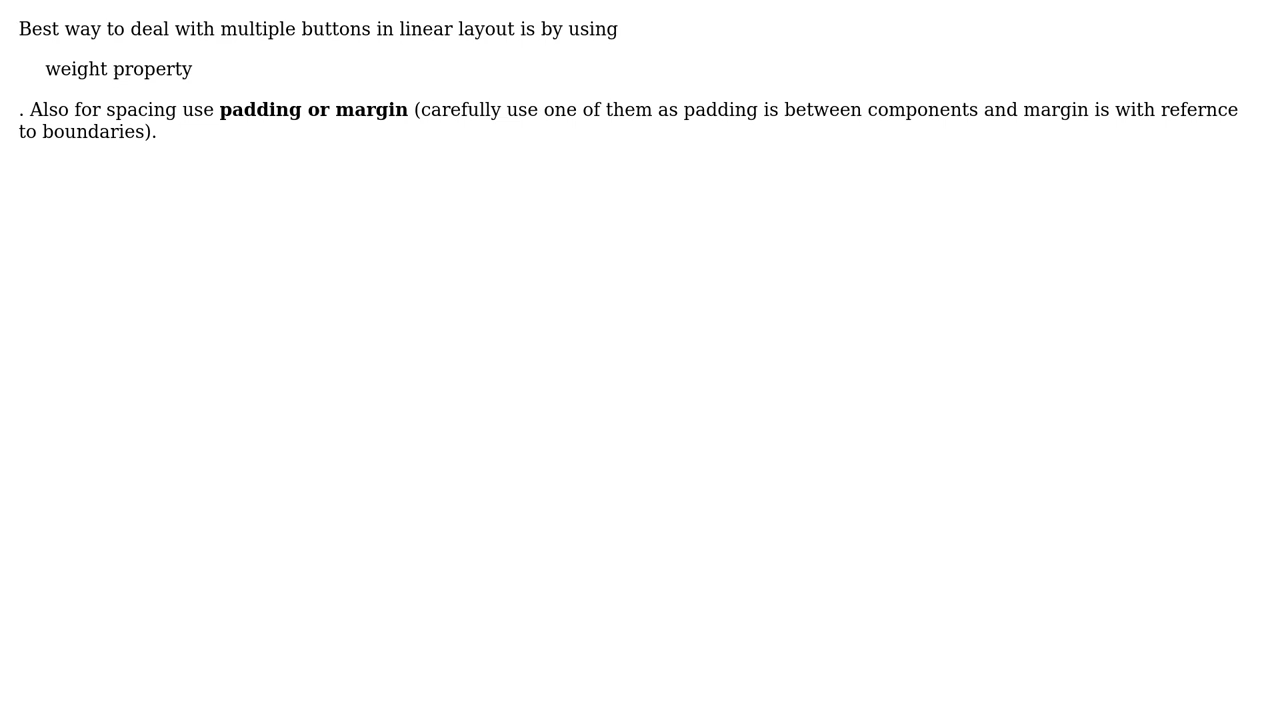 Best way to deal with multiple buttons in linear layout is by using
weight property
. Also for spacing use padding or margin (carefully use one of them as padding is between components and margin is with refernce
to boundaries).